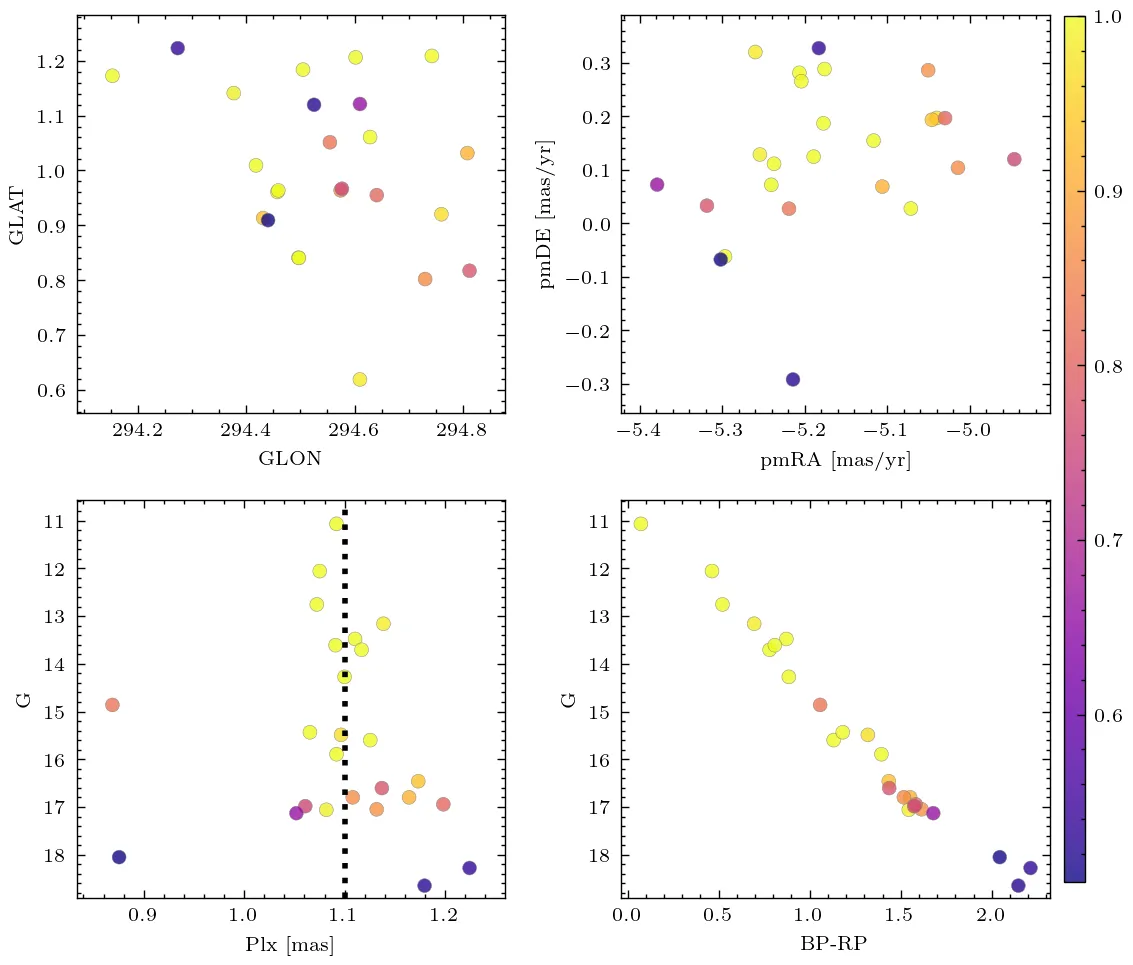 1.2
1.1
1.0
0.9
0.8
0.7
0.6
GLAT
294.2 294.4 294.6 294.8
GLON
0.3
0.2
0.1
0.0
−0.1
−0.2
−0.3
pmDE [mas/yr]
−5.4 −5.3 −5.2 −5.1 −5.0
pmRA [mas/yr]
1.0
0.9
0.8
0.7
0.6
11
12
13
14
15
16
17
18
G
0.9 1.0 1.1 1.2
Plx [mas]
11
12
13
14
15
16
17
18
G
0.0 0.5 1.0 1.5 2.0
BP-RP